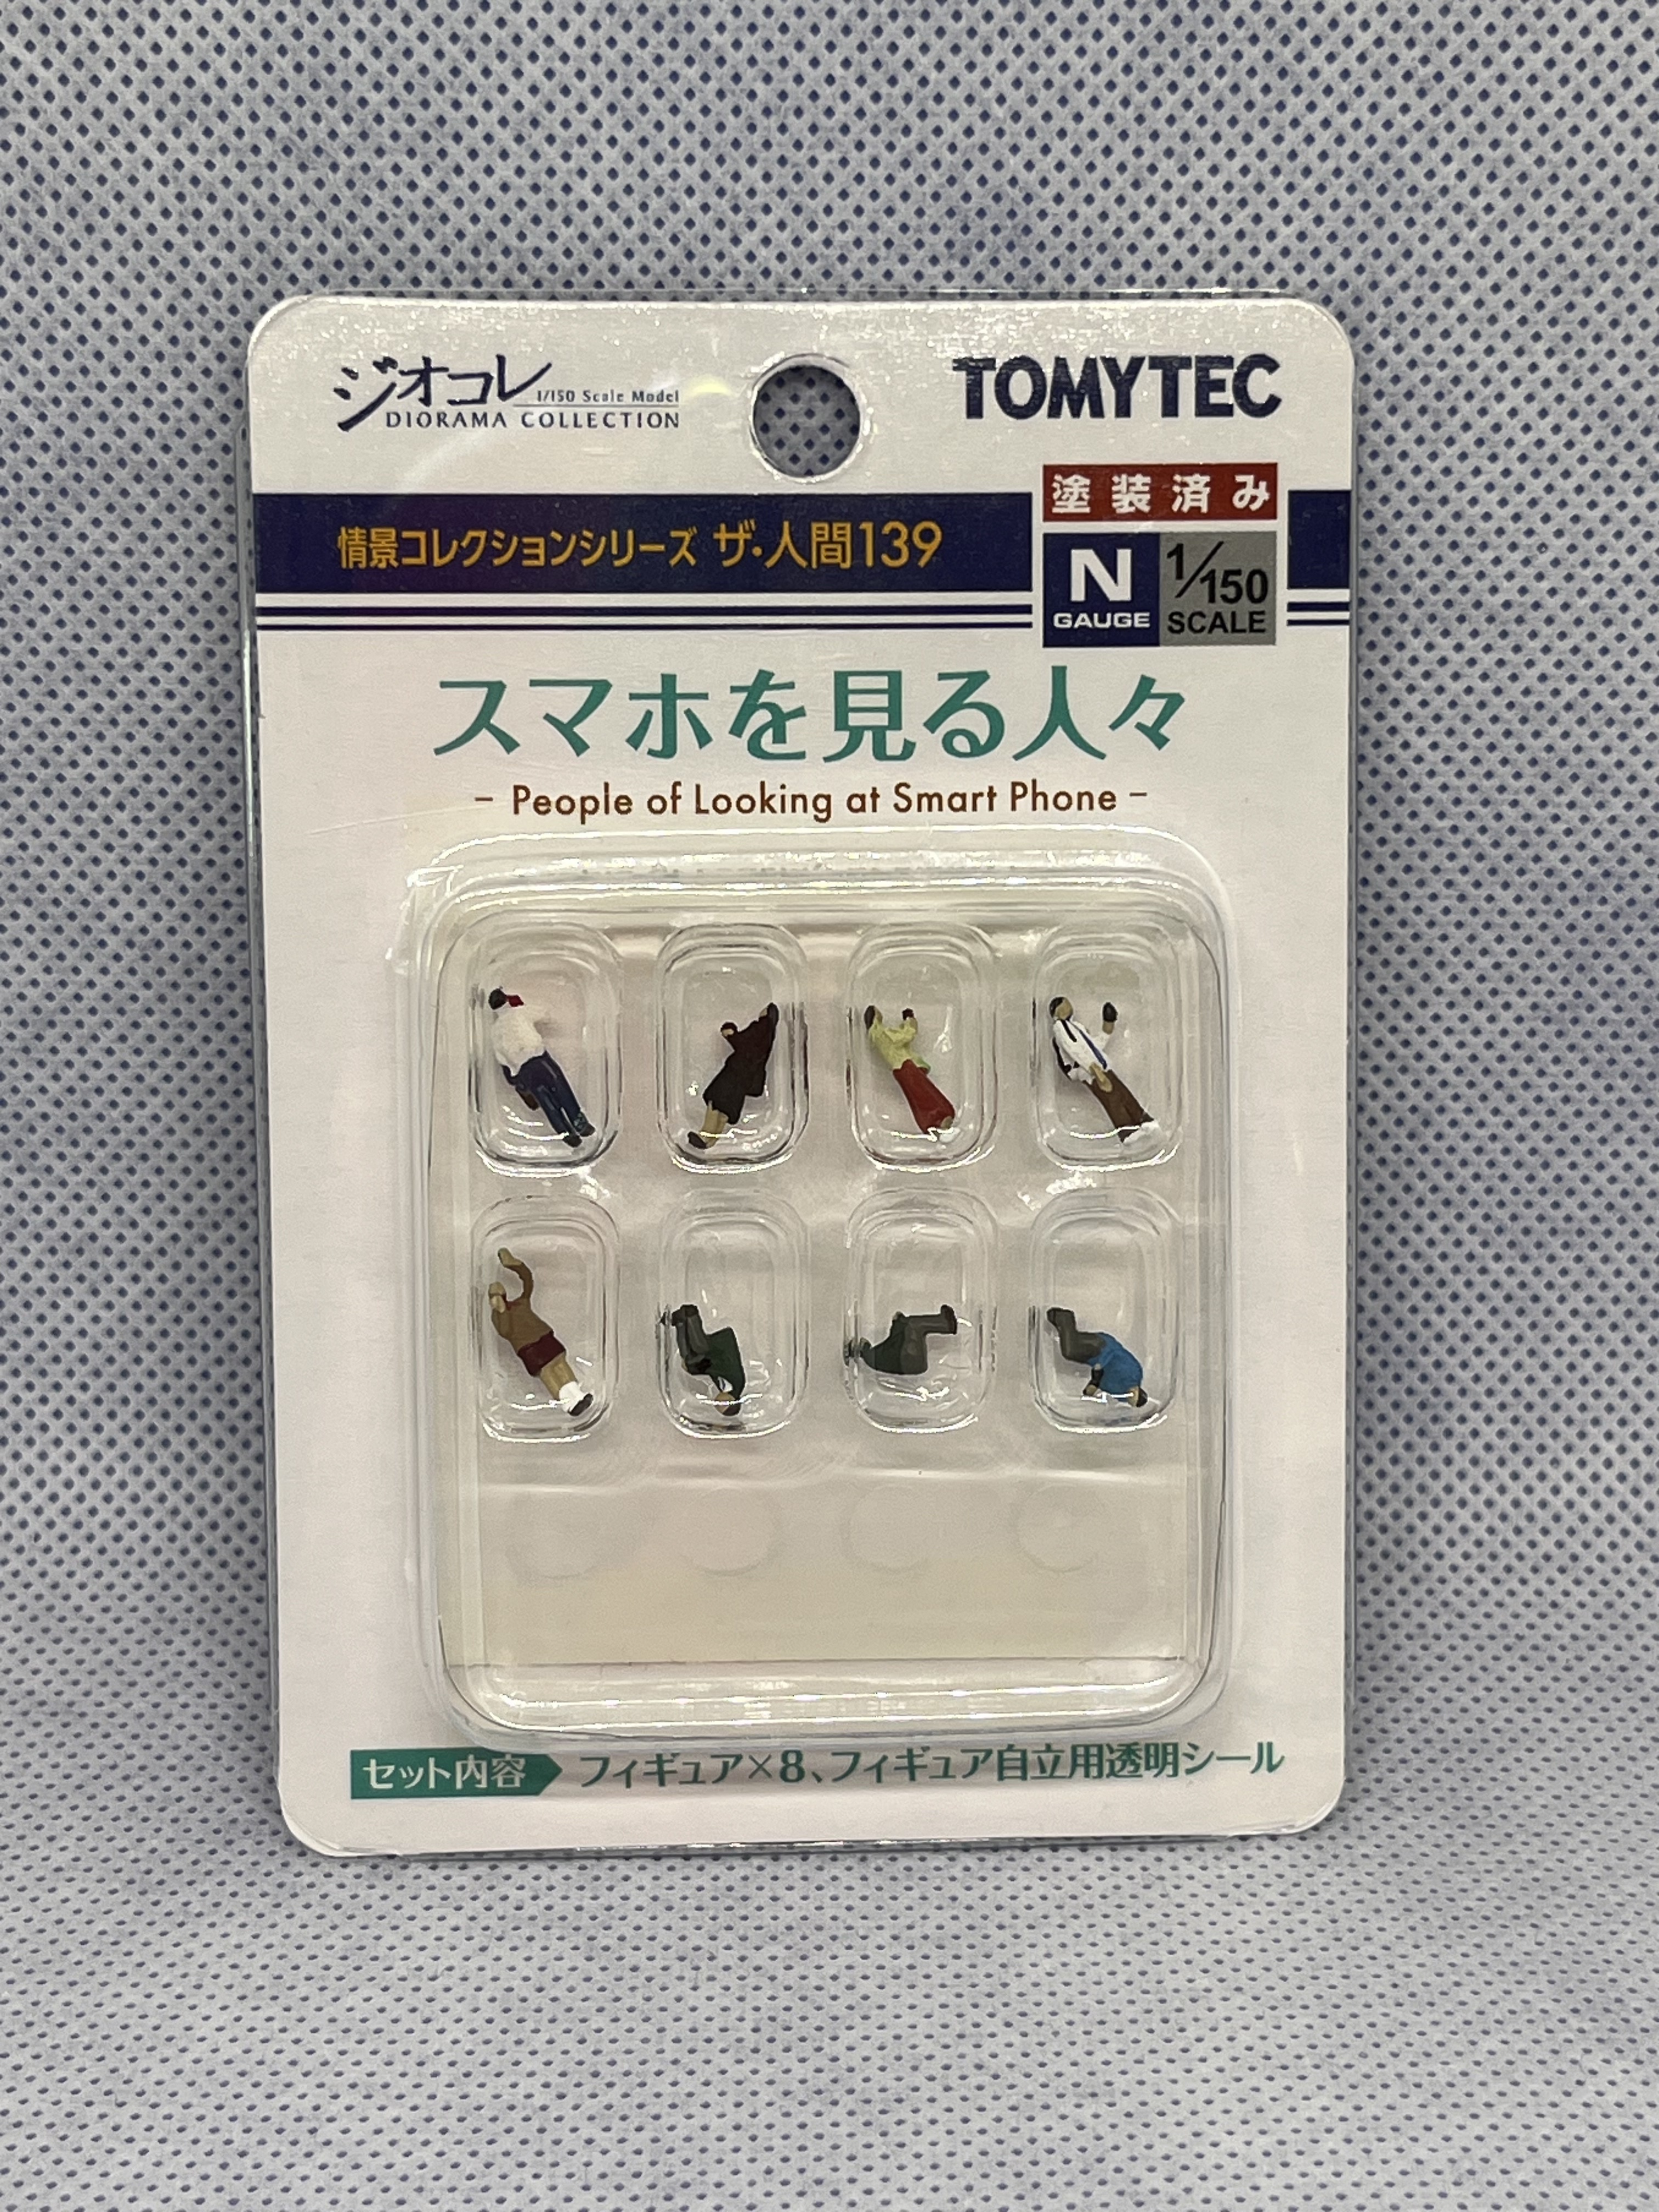 ジオコレ
1/150 Scale Model
DIORAMA COLLECTION
TOMYTEC
塗装済み
情景コレクションシリーズ ザ・人間139
N
GAUGE
1/150
SCALE
スマホを見る人々
- People of Looking at Smart Phone -
セット内容 フィギュア×8、フィギュア自立用透明シール